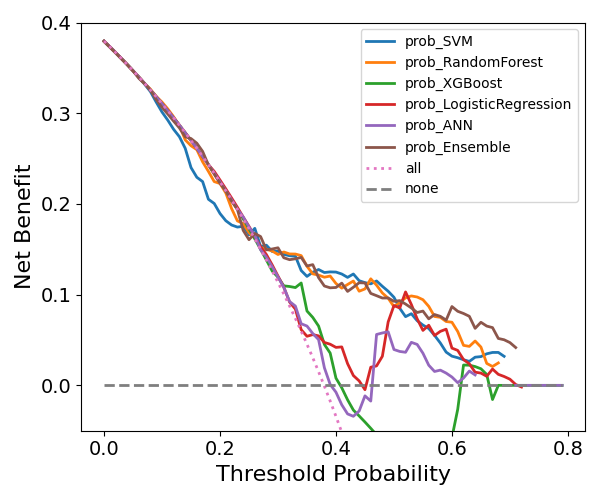 prob_SVM
prob_RandomForest
prob_XGBoost
prob_LogisticRegression
prob_ANN
prob_Ensemble
all
none
Net Benefit
0.4
0.3
0.2
0.1
0.0
0.0 0.2 0.4 0.6 0.8
Threshold Probability